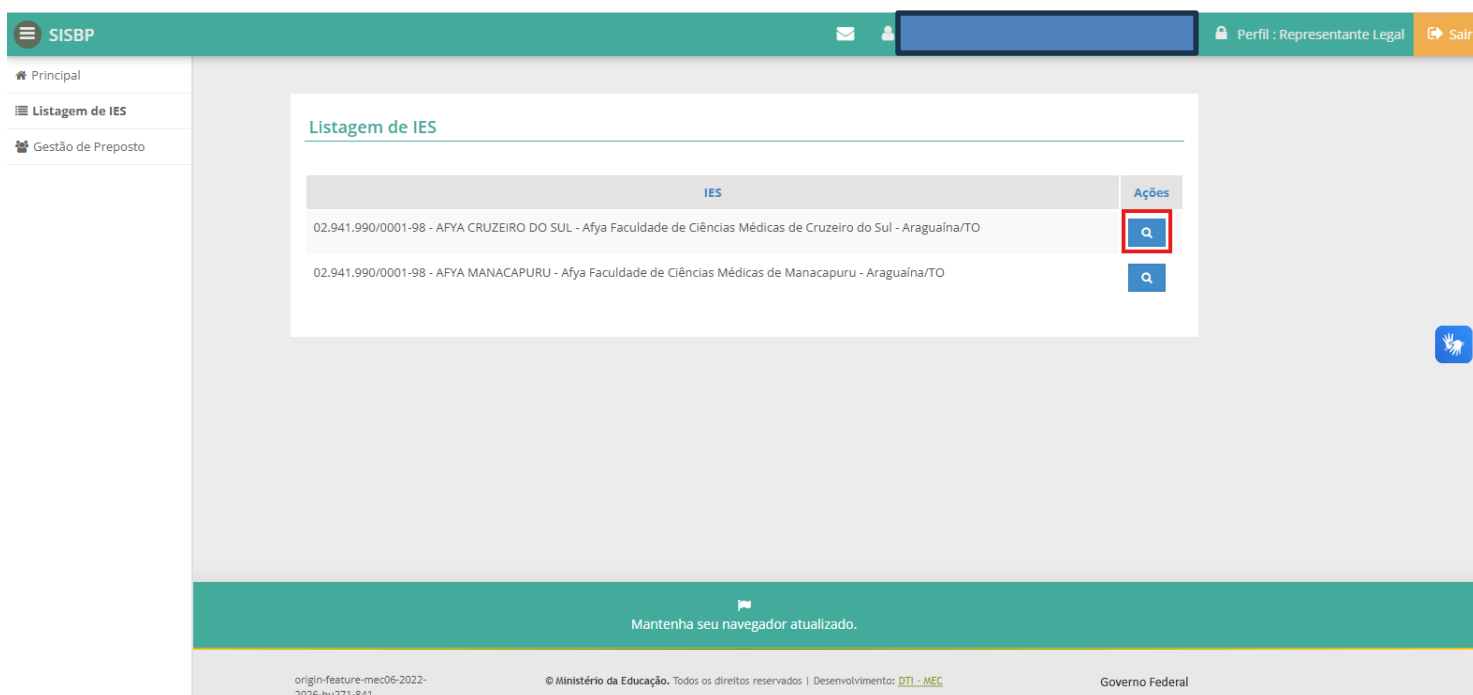 SISBP
Perfil : Representante Legal
Sair
Principal
Listagem de IES
Gestão de Preposto
Listagem de IES
IES
Ações
02.941.990/0001-98 - AFYA CRUZEIRO DO SUL - Afya Faculdade de Ciências Médicas de Cruzeiro do Sul - Araguaína/TO
02.941.990/0001-98 - AFYA MANACAPURU - Afya Faculdade de Ciências Médicas de Manacapuru - Araguaína/TO
Mantenha seu navegador atualizado.
origin-feature-mec06-2022-
© Ministério da Educação. Todos os direitos reservados | Desenvolvimento: DTI - MEC
Governo Federal